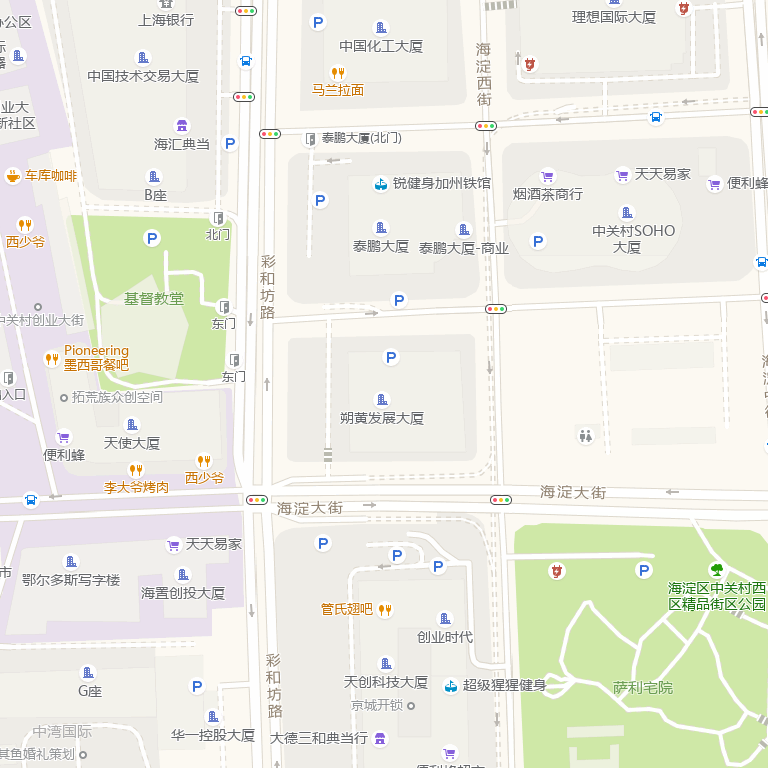 办公区
上海银行
中国化工大厦
理想国际大厦
海淀西街
中国技术交易大厦
马兰拉面
新社区
海汇典当
泰鹏大厦(北门)
车库咖啡
B座
锐健身加州铁馆
烟酒茶商行
天天易家
便利蜂
西少爷
北门
泰鹏大厦
泰鹏大厦-商业
中关村SOHO
大厦
彩和坊路
基督教堂
中关村创业大街
东门
Pioneering
墨西哥餐吧
东门
入口
拓荒族众创空间
朔黄发展大厦
天使大厦
便利蜂
西少爷
李大爷烤肉
海淀大街
海淀大街
天天易家
鄂尔多斯写字楼
海置创投大厦
管氏翅吧
创业时代
海淀区中关村西
区精品街区公园
彩和坊路
G座
天创科技大厦
超级猩猩健身
萨利宅院
京城开锁
中湾国际
华一控股大厦
大德三和典当行
其鱼婚礼策划